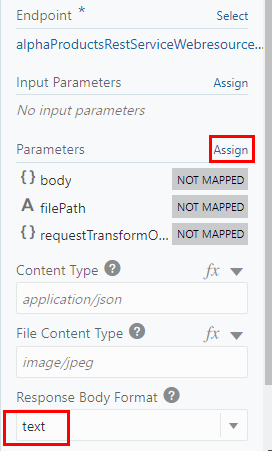 Endpoint * Select
alphaProductsRestServiceWebresource...
Input Parameters Assign
No input parameters
Parameters Assign
{} body NOT MAPPED
A filePath NOT MAPPED
{} requestTransformO... NOT MAPPED
Content Type ? fx
application/json
File Content Type ? fx
image/jpeg
Response Body Format ?
text